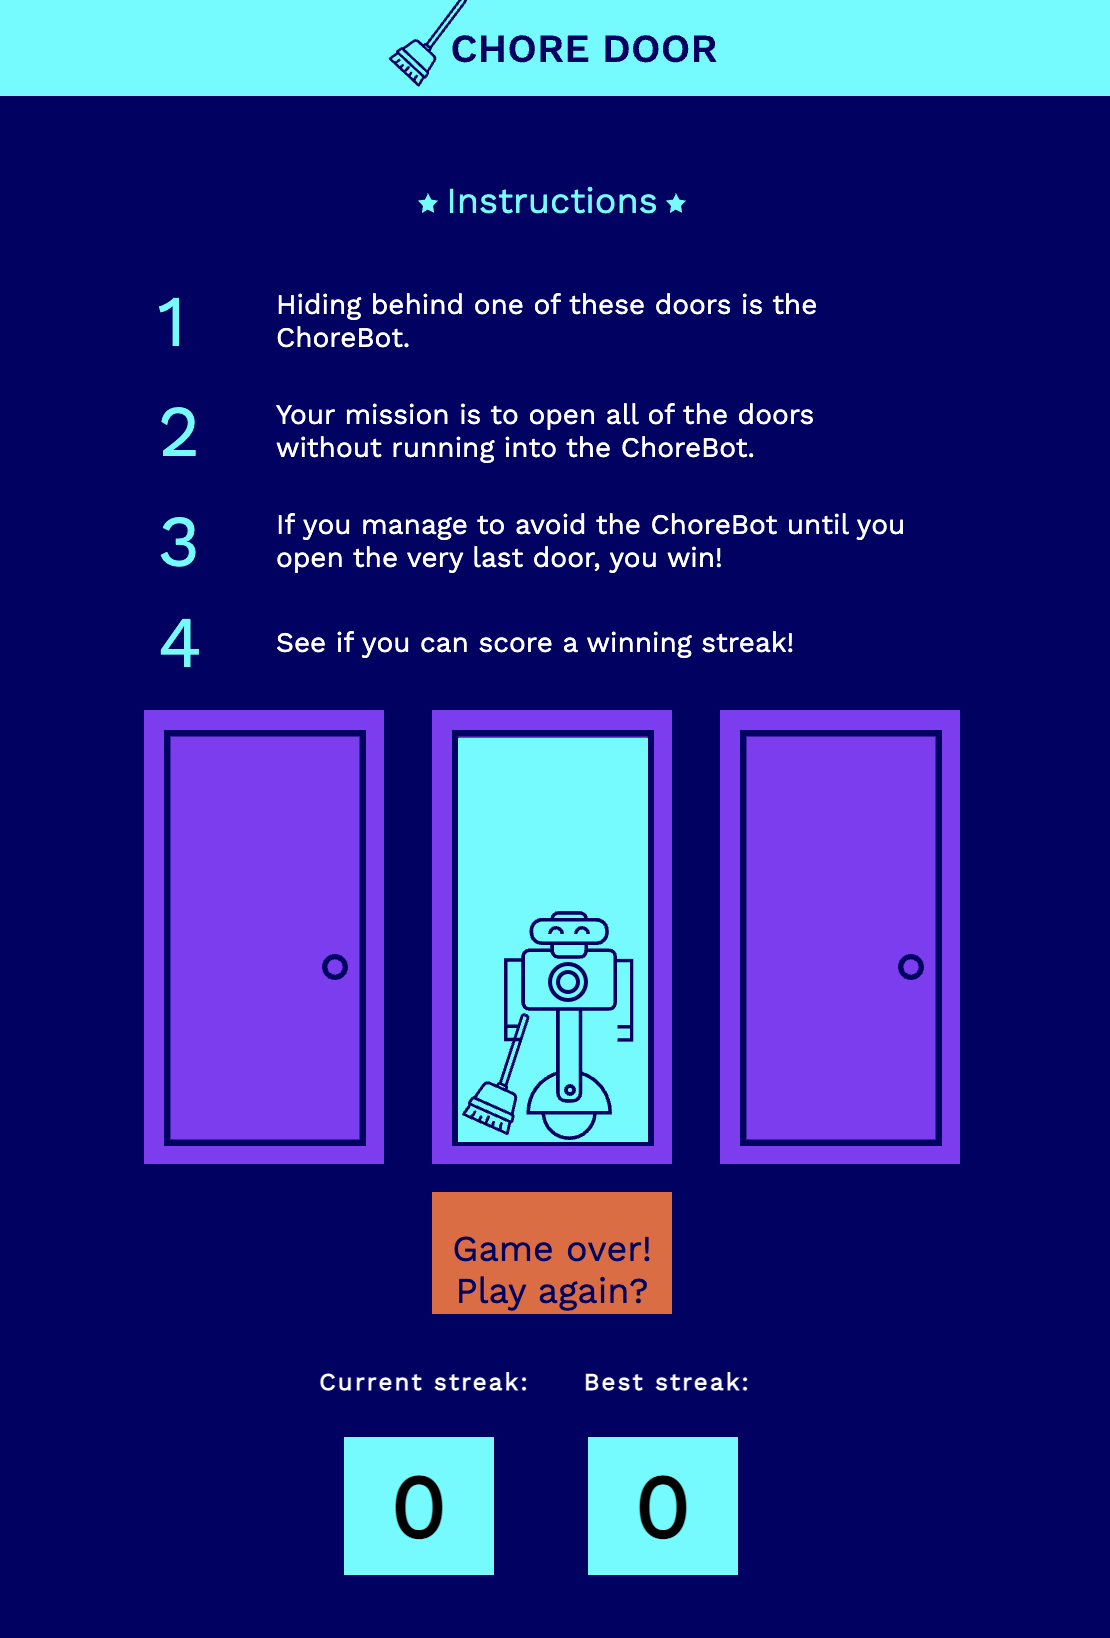 CHORE DOOR
Instructions
1
Hiding behind one of these doors is the
ChoreBot.
2
Your mission is to open all of the doors
without running into the ChoreBot.
3
If you manage to avoid the ChoreBot until you
open the very last door, you win!
4
See if you can score a winning streak!
Game over!
Play again?
Current streak:
Best streak:
0
0